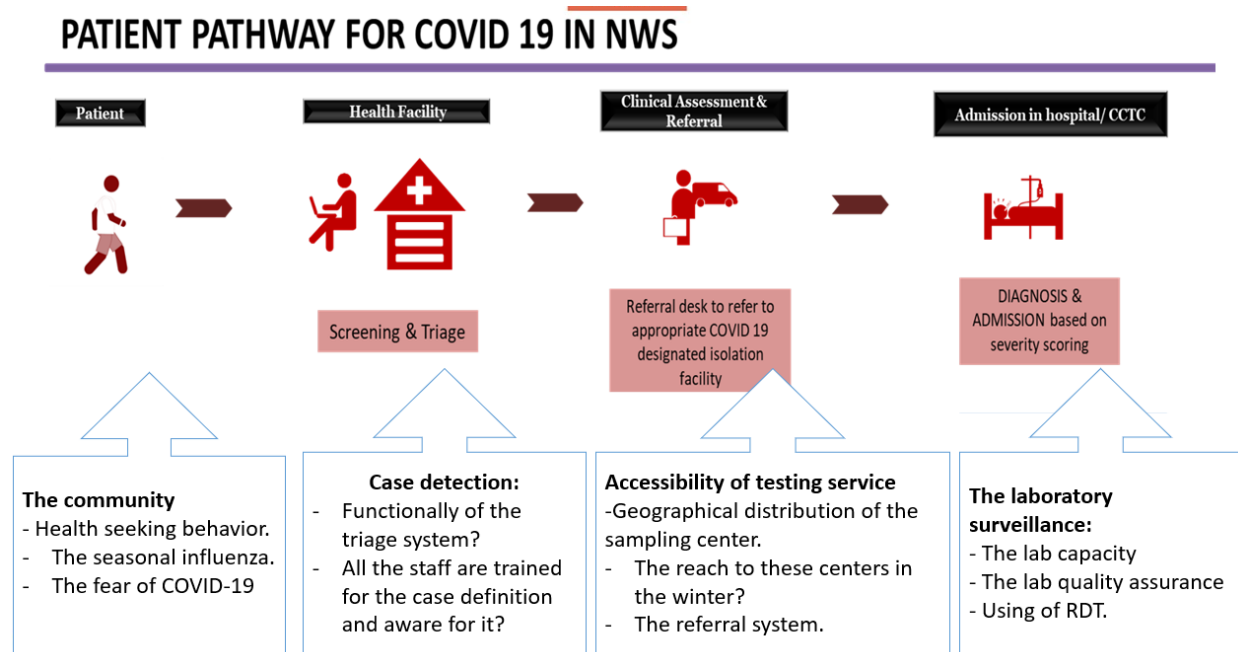 PATIENT PATHWAY FOR COVID 19 IN NWS
Patient
Health Facility
Clinical Assessment &
Referral
Admission in hospital/ CCTC
Screening & Triage
Referral desk to refer to
appropriate COVID 19
designated isolation
facility
DIAGNOSIS &
ADMISSION based on
severity scoring
The community
- Health seeking behavior.
- The seasonal influenza.
- The fear of COVID-19
Case detection:
- Functionally of the
triage system?
- All the staff are trained
for the case definition
and aware for it?
Accessibility of testing service
-Geographical distribution of the
sampling center.
- The reach to these centers in
the winter?
- The referral system.
The laboratory
surveillance:
- The lab capacity
- The lab quality assurance
- Using of RDT.